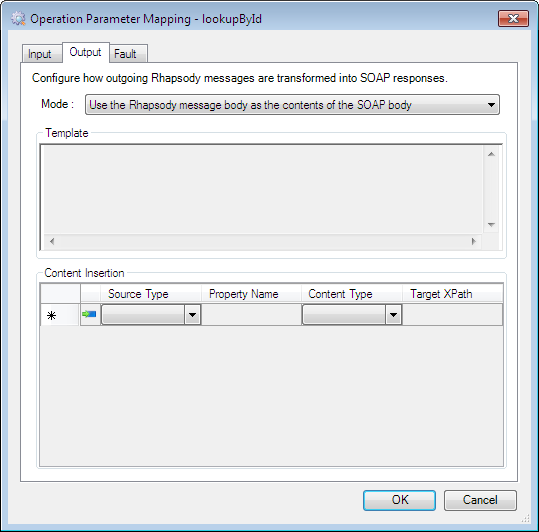 Operation Parameter Mapping - lookupById
Input Output Fault
Configure how outgoing Rhapsody messages are transformed into SOAP responses.
Mode : Use the Rhapsody message body as the contents of the SOAP body
Template
Content Insertion
Source Type Property Name Content Type Target XPath
OK Cancel